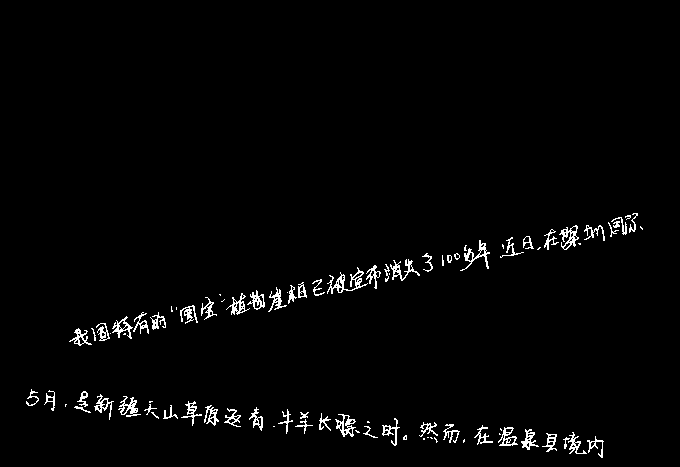 我国特有的“国宝”植物崖柏已被宣布消失了100多年 近日,在深圳国际
5月,是新疆天山草原返青、牛羊长膘之时。然而,在温泉县境内